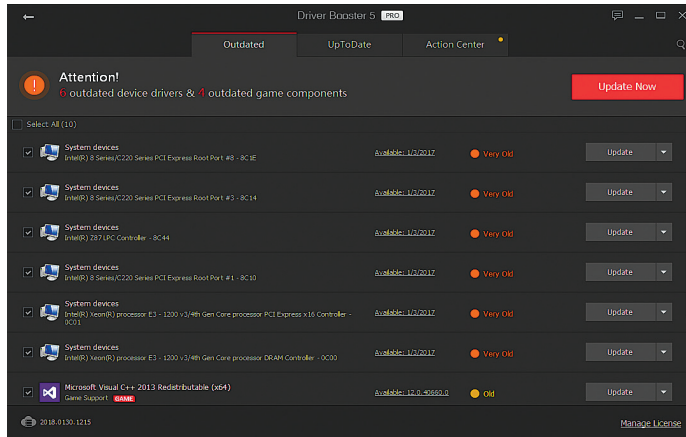 Driver Booster 5 PRO
Outdated UpToDate Action Center
Attention!
6 outdated device drivers & 4 outdated game components
Update Now
Select All (10)
System devices
Intel(R) 8 Series/C220 Series PCI Express Root Port #8 - 8C1E
Available: 1/3/2017 Very Old Update
System devices
Intel(R) 8 Series/C220 Series PCI Express Root Port #3 - 8C14
Available: 1/3/2017 Very Old Update
System devices
Intel(R) Z87 LPC Controller - 8C44
Available: 1/3/2017 Very Old Update
System devices
Intel(R) 8 Series/C220 Series PCI Express Root Port #1 - 8C10
Available: 1/3/2017 Very Old Update
System devices
Intel(R) Xeon(R) processor E3 - 1200 v3/4th Gen Core processor PCI Express x16 Controller -
0C01
Available: 1/3/2017 Very Old Update
System devices
Intel(R) Xeon(R) processor E3 - 1200 v3/4th Gen Core processor DRAM Controller - 0C00
Available: 1/3/2017 Very Old Update
Microsoft Visual C++ 2013 Redistributable (x64)
Game Support GAME
Available: 12.0.40660.0 Old Update
2018.0130.1215
Manage License